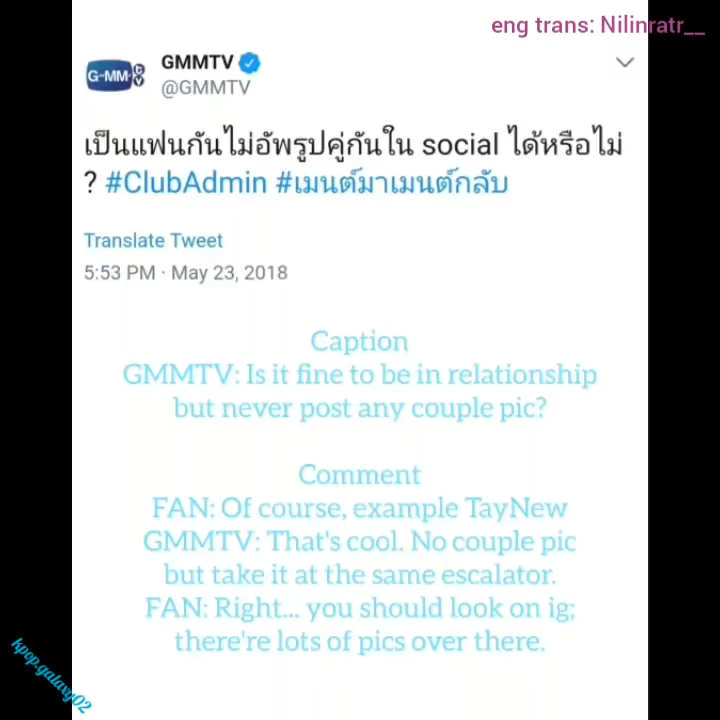 eng trans: Nilinratr__
G-MM TV
GMMTV
@GMMTV
เป็นแฟนกันไม่อัพรูปคู่กันใน social ได้หรือไม่
? #ClubAdmin #เมนต์มาเมนต์กลับ
Translate Tweet
5:53 PM · May 23, 2018
Caption
GMMTV: Is it fine to be in relationship
but never post any couple pic?
Comment
FAN: Of course, example TayNew
GMMTV: That's cool. No couple pic
but take it at the same escalator.
FAN: Right... you should look on ig;
there're lots of pics over there.
kpop.galaxy02